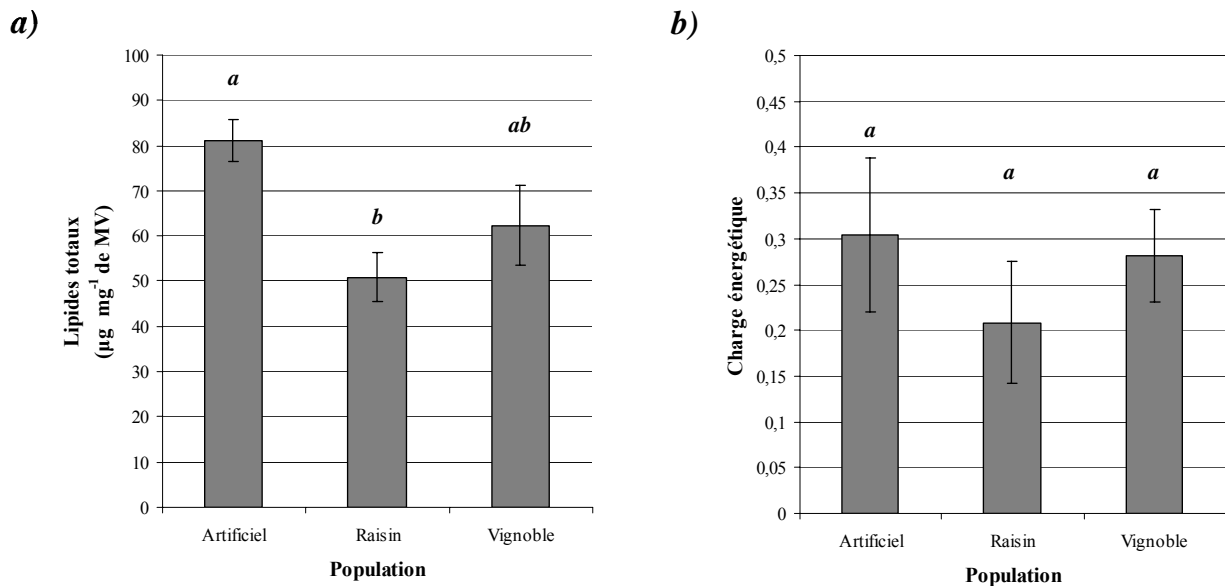 a)
100
90
80
70
60
50
40
30
20
10
0
Lipides totaux
(µg mg⁻¹ de MV)
a
b
ab
Artificiel Raisin Vignoble
Population
b)
0,5
0,45
0,4
0,35
0,3
0,25
0,2
0,15
0,1
0,05
0
Charge énergétique
a
a
a
Artificiel Raisin Vignoble
Population